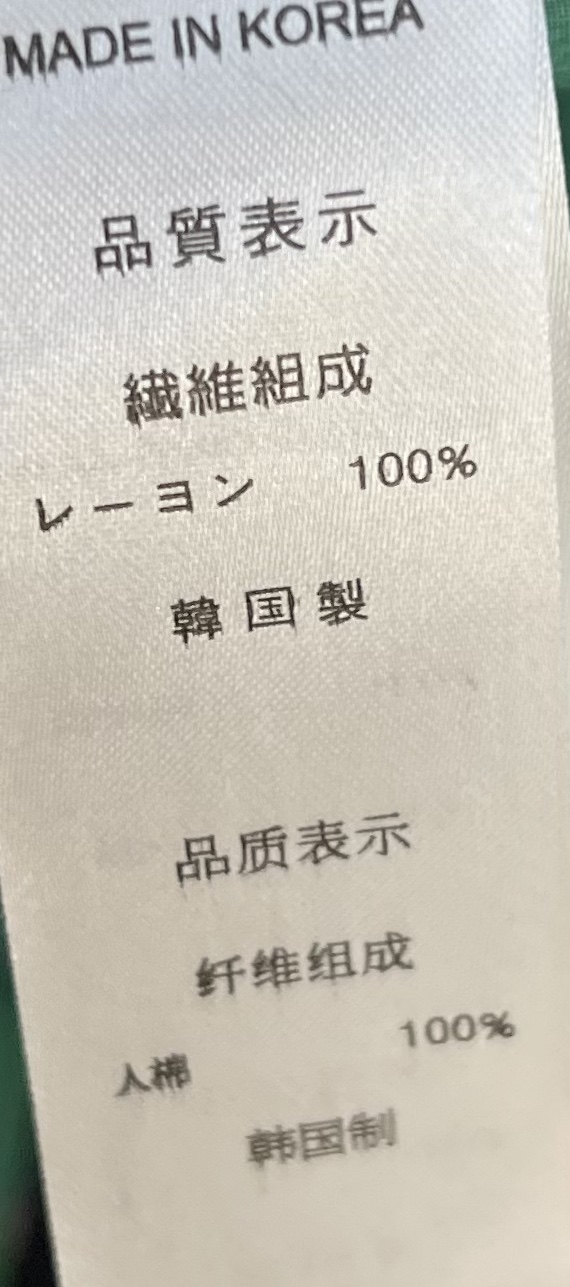 MADE IN KOREA
品質表示
繊維組成
レーヨン 100%
韓国製
品质表示
纤维组成
人棉 100%
韩国制